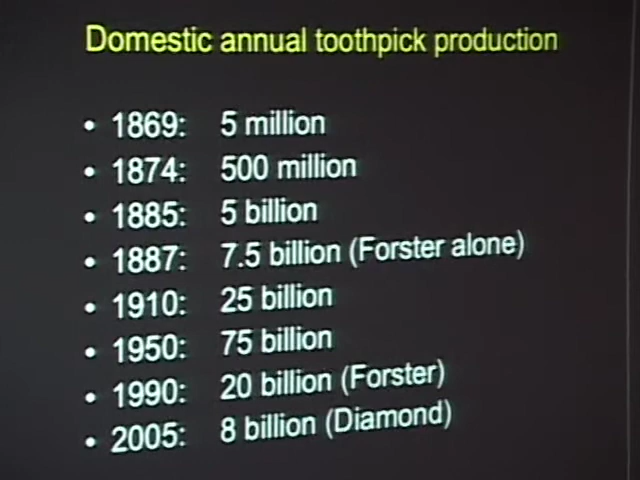 Domestic annual toothpick production
• 1869: 5 million
• 1874: 500 million
• 1885: 5 billion
• 1887: 7.5 billion (Forster alone)
• 1910: 25 billion
• 1950: 75 billion
• 1990: 20 billion (Forster)
• 2005: 8 billion (Diamond)